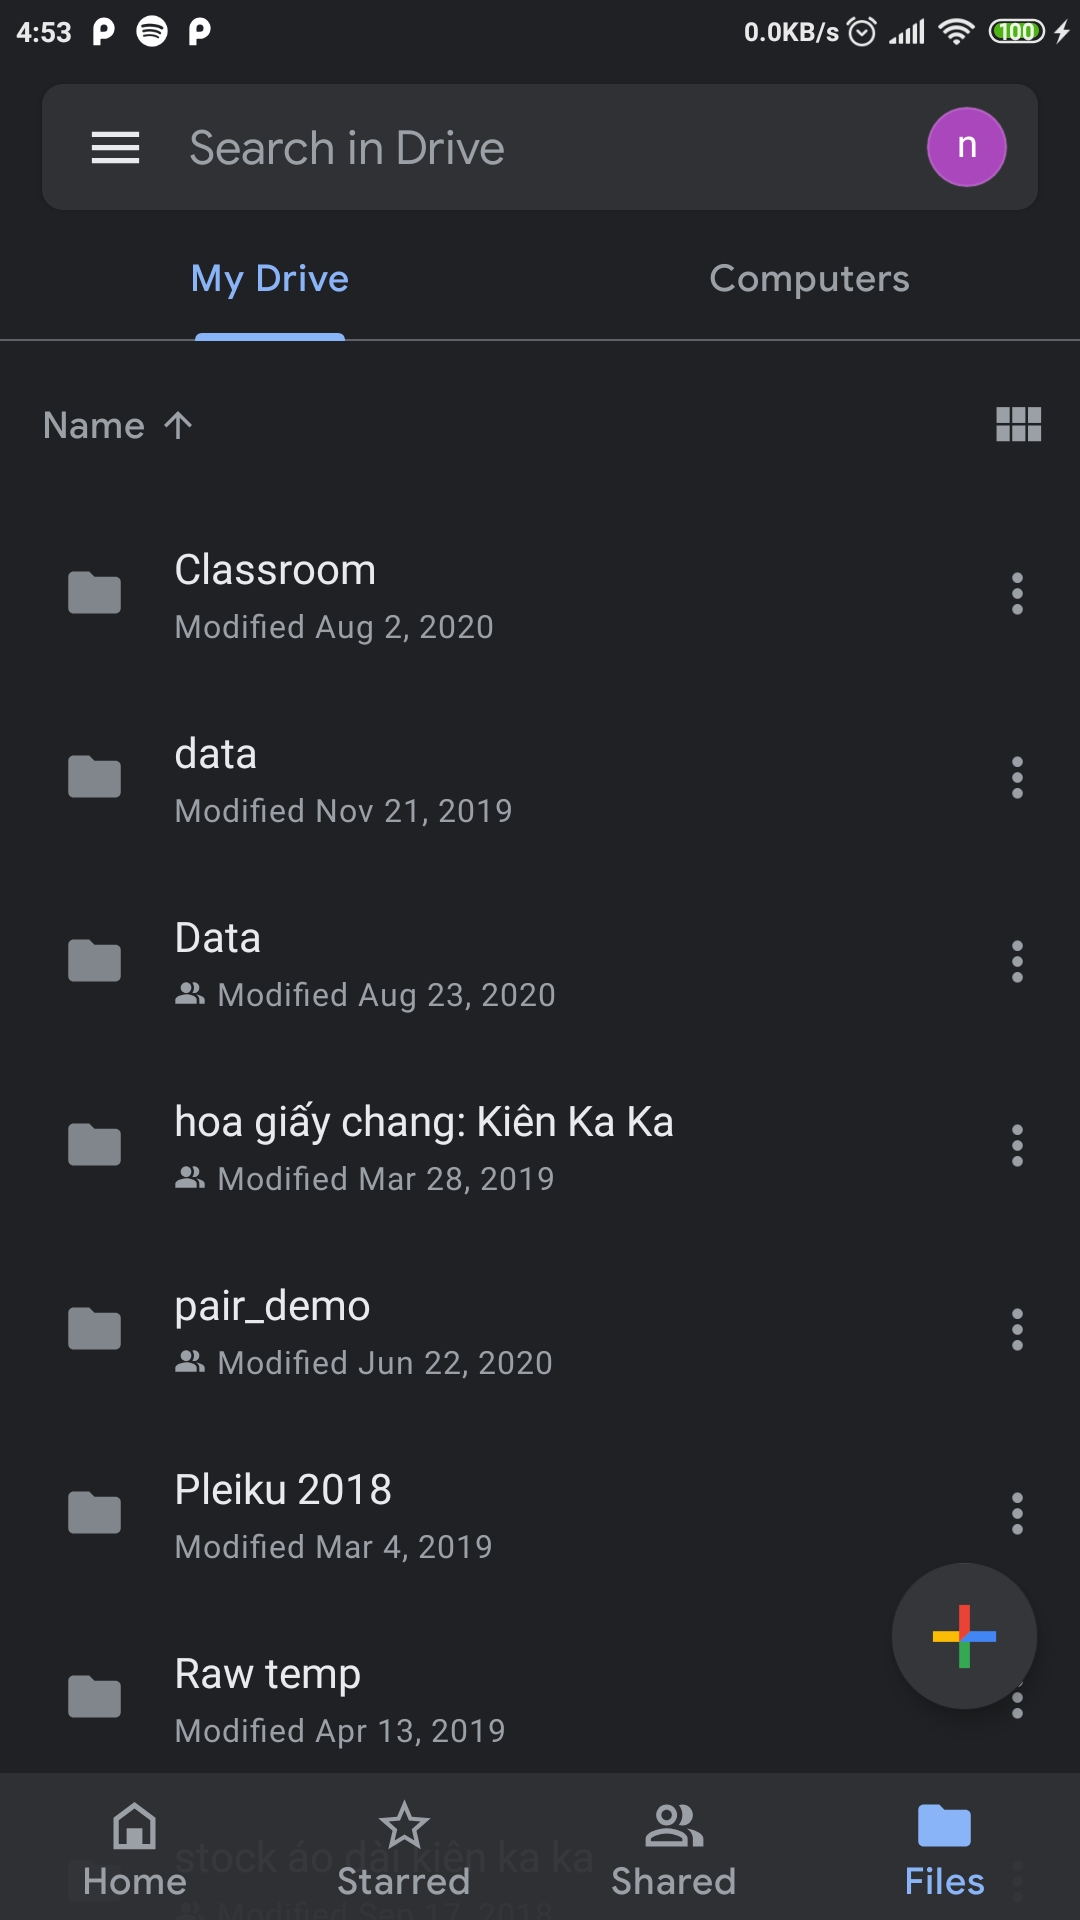 4:53 0.0KB/s 100
Search in Drive n
My Drive Computers
Name
Classroom
Modified Aug 2, 2020
data
Modified Nov 21, 2019
Data
Modified Aug 23, 2020
hoa giấy chang: Kiên Ka Ka
Modified Mar 28, 2019
pair_demo
Modified Jun 22, 2020
Pleiku 2018
Modified Mar 4, 2019
Raw temp
Modified Apr 13, 2019
stock áo dài kiên ka ka
Home Starred Shared Files
Modified Sep 17, 2018